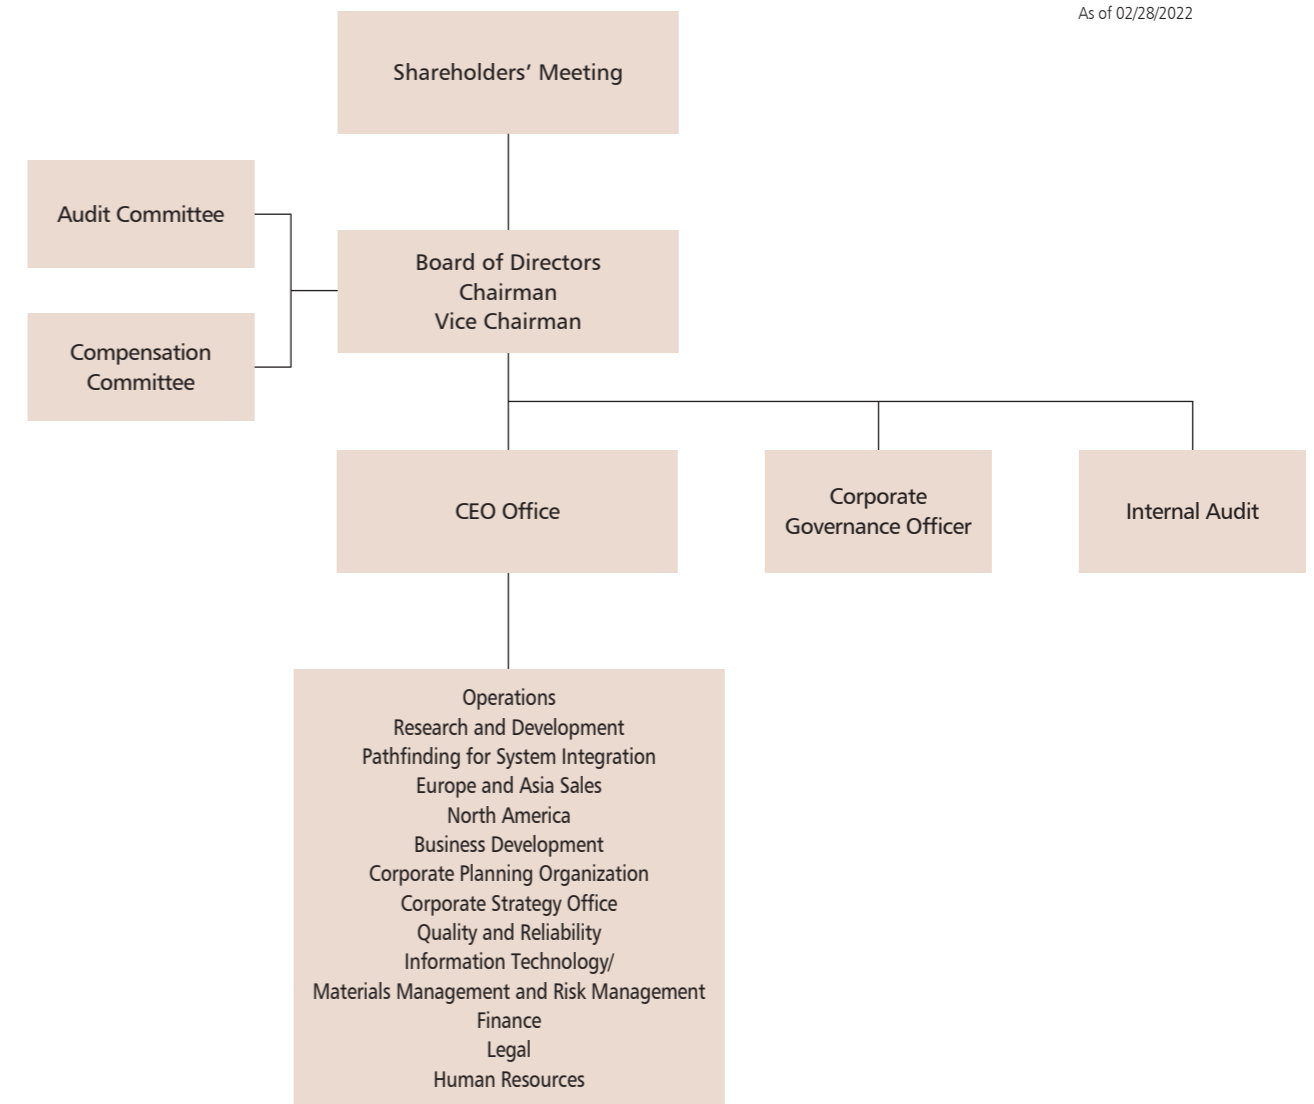 As of 02/28/2022
Shareholders’ Meeting
Audit Committee
Board of Directors
Chairman
Vice Chairman
Compensation
Committee
CEO Office
Corporate
Governance Officer
Internal Audit
Operations
Research and Development
Pathfinding for System Integration
Europe and Asia Sales
North America
Business Development
Corporate Planning Organization
Corporate Strategy Office
Quality and Reliability
Information Technology/
Materials Management and Risk Management
Finance
Legal
Human Resources